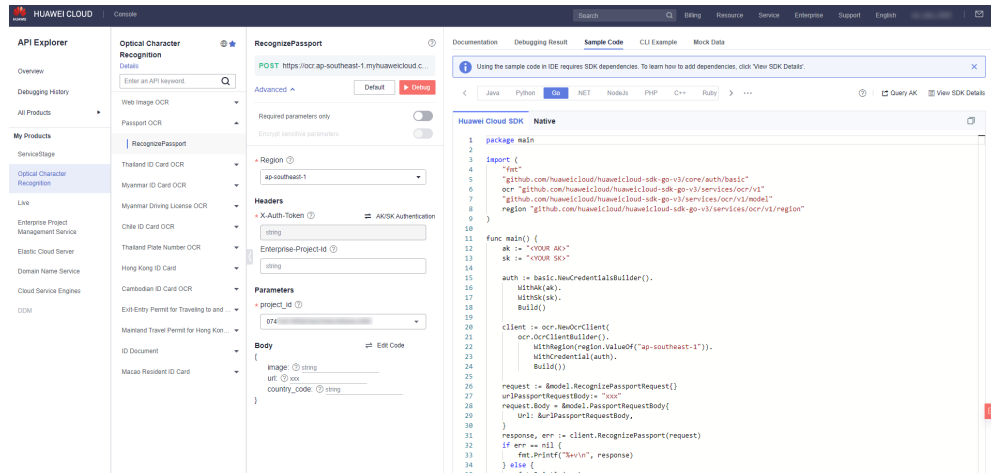 HUAWEI
HUAWEI CLOUD
Console
Search
Billing
Resource
Service
Enterprise
Support
English
API Explorer
Overview
Debugging History
All Products
My Products
ServiceStage
Optical Character
Recognition
Live
Enterprise Project
Management Service
Elastic Cloud Server
Domain Name Service
Cloud Service Engines
DDM
Optical Character
Recognition
Details
Enter an API keyword.
Web Image OCR
Passport OCR
RecognizePassport
Thailand ID Card OCR
Myanmar ID Card OCR
Myanmar Driving License OCR
Chile ID Card OCR
Thailand Plate Number OCR
Hong Kong ID Card
Cambodian ID Card OCR
Exit-Entry Permit for Traveling to and ...
Mainland Travel Permit for Hong Kon...
ID Document
Macao Resident ID Card
RecognizePassport
POST https://ocr.ap-southeast-1.myhuaweicloud.c...
Advanced
Default
Debug
Required parameters only
Encrypt sensitive parameters
* Region
ap-southeast-1
Headers
* X-Auth-Token
AK/SK Authentication
string
Enterprise-Project-Id
string
Parameters
* project_id
074
Body
Edit Code
{
image: string
url: xxx
country_code: string
}
Documentation
Debugging Result
Sample Code
CLI Example
Mock Data
Using the sample code in IDE requires SDK dependencies. To learn how to add dependencies, click 'View SDK Details'.
Java
Python
Go
.NET
NodeJs
PHP
C++
Ruby
Query AK
View SDK Details
Huawei Cloud SDK
Native
1 package main
2
3 import (
4 "fmt"
5 "github.com/huaweicloud/huaweicloud-sdk-go-v3/core/auth/basic"
6 ocr "github.com/huaweicloud/huaweicloud-sdk-go-v3/services/ocr/v1"
7 "github.com/huaweicloud/huaweicloud-sdk-go-v3/services/ocr/v1/model"
8 region "github.com/huaweicloud/huaweicloud-sdk-go-v3/services/ocr/v1/region"
9 )
10
11 func main() {
12 ak := "<YOUR AK>"
13 sk := "<YOUR SK>"
14
15 auth := basic.NewCredentialsBuilder().
16 WithAk(ak).
17 WithSk(sk).
18 Build()
19
20 client := ocr.NewOcrClient(
21 ocr.OcrClientBuilder().
22 WithRegion(region.ValueOf("ap-southeast-1")).
23 WithCredential(auth).
24 Build())
25
26 request := &model.RecognizePassportRequest{}
27 urlPassportRequestBody:= "xxx"
28 request.Body = &model.PassportRequestBody{
29 Url: &urlPassportRequestBody,
30 }
31 response, err := client.RecognizePassport(request)
32 if err == nil {
33 fmt.Printf("%+v\n", response)
34 } else {